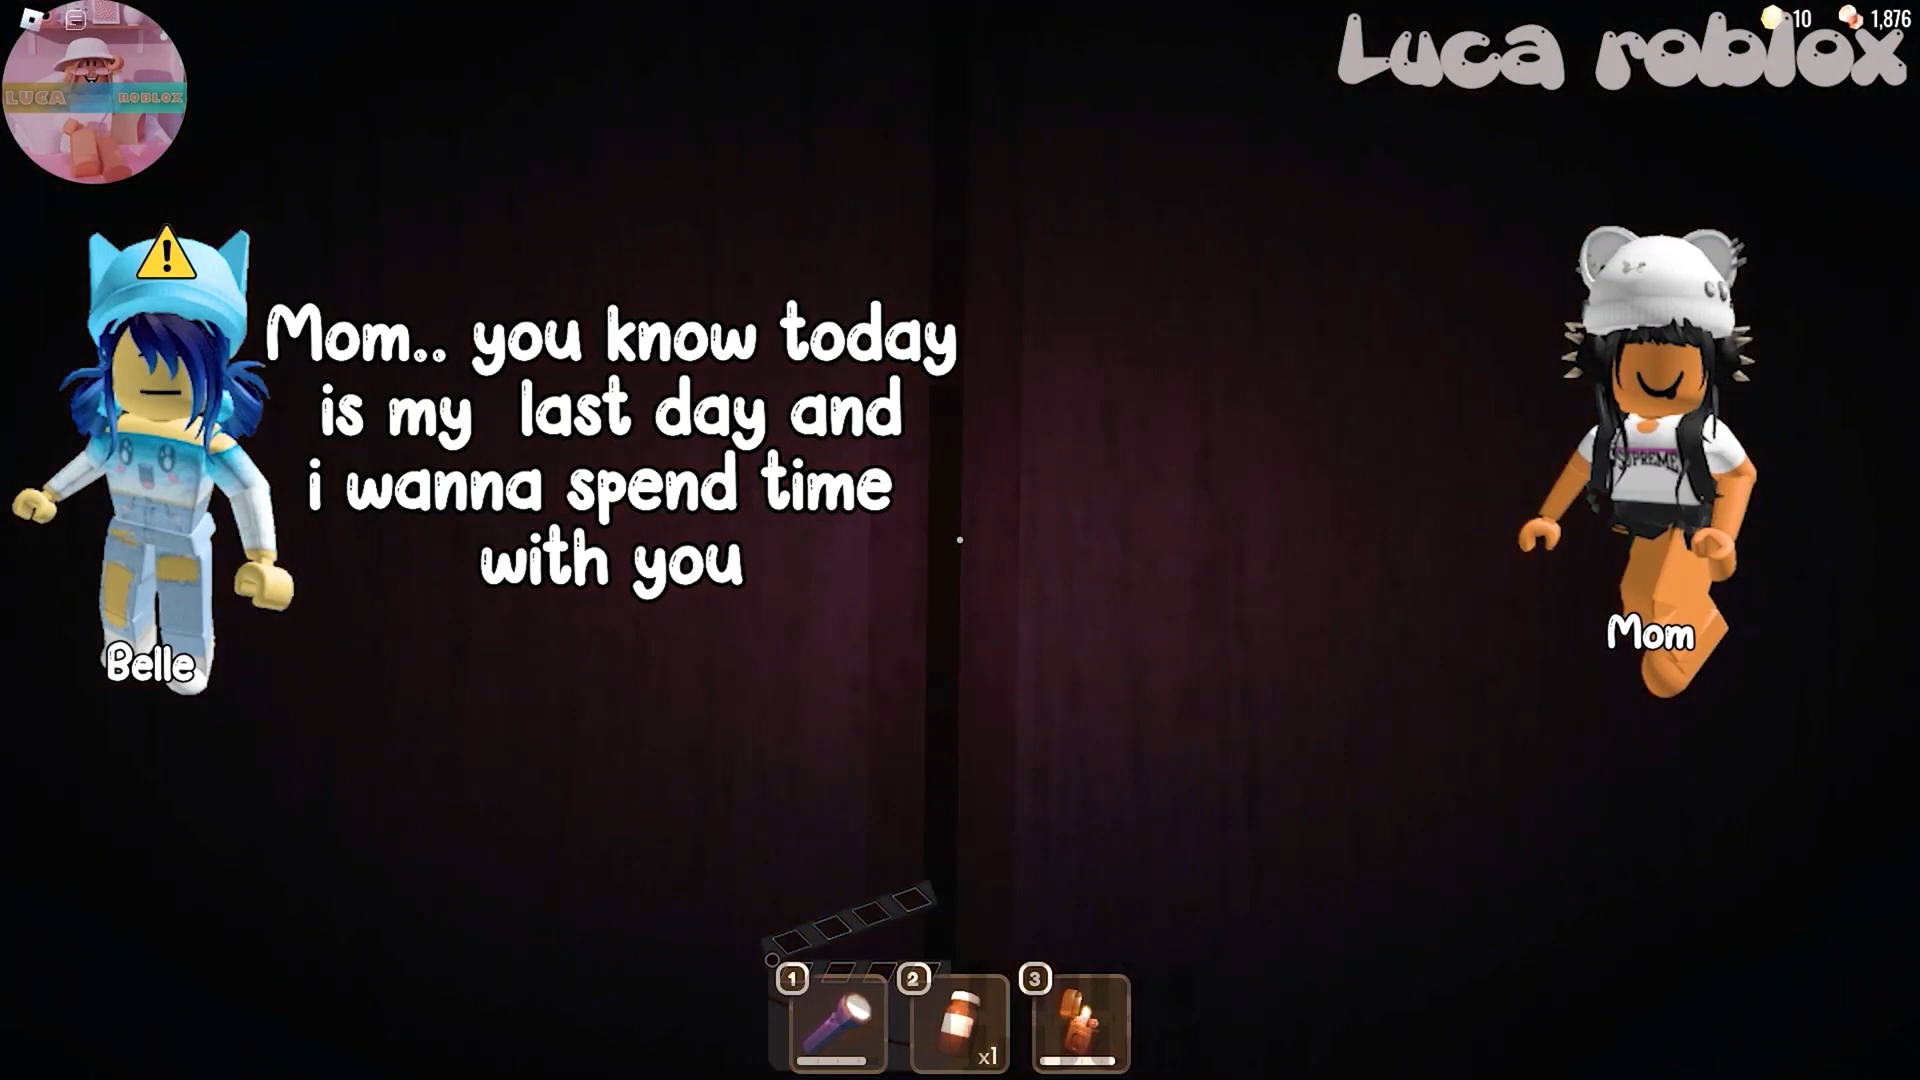 10
1,876
Luca roblox
LUCA ROBLOX
Mom.. you know today
is my last day and
i wanna spend time
with you
SUPREME
Belle
Mom
1
2
3
x1